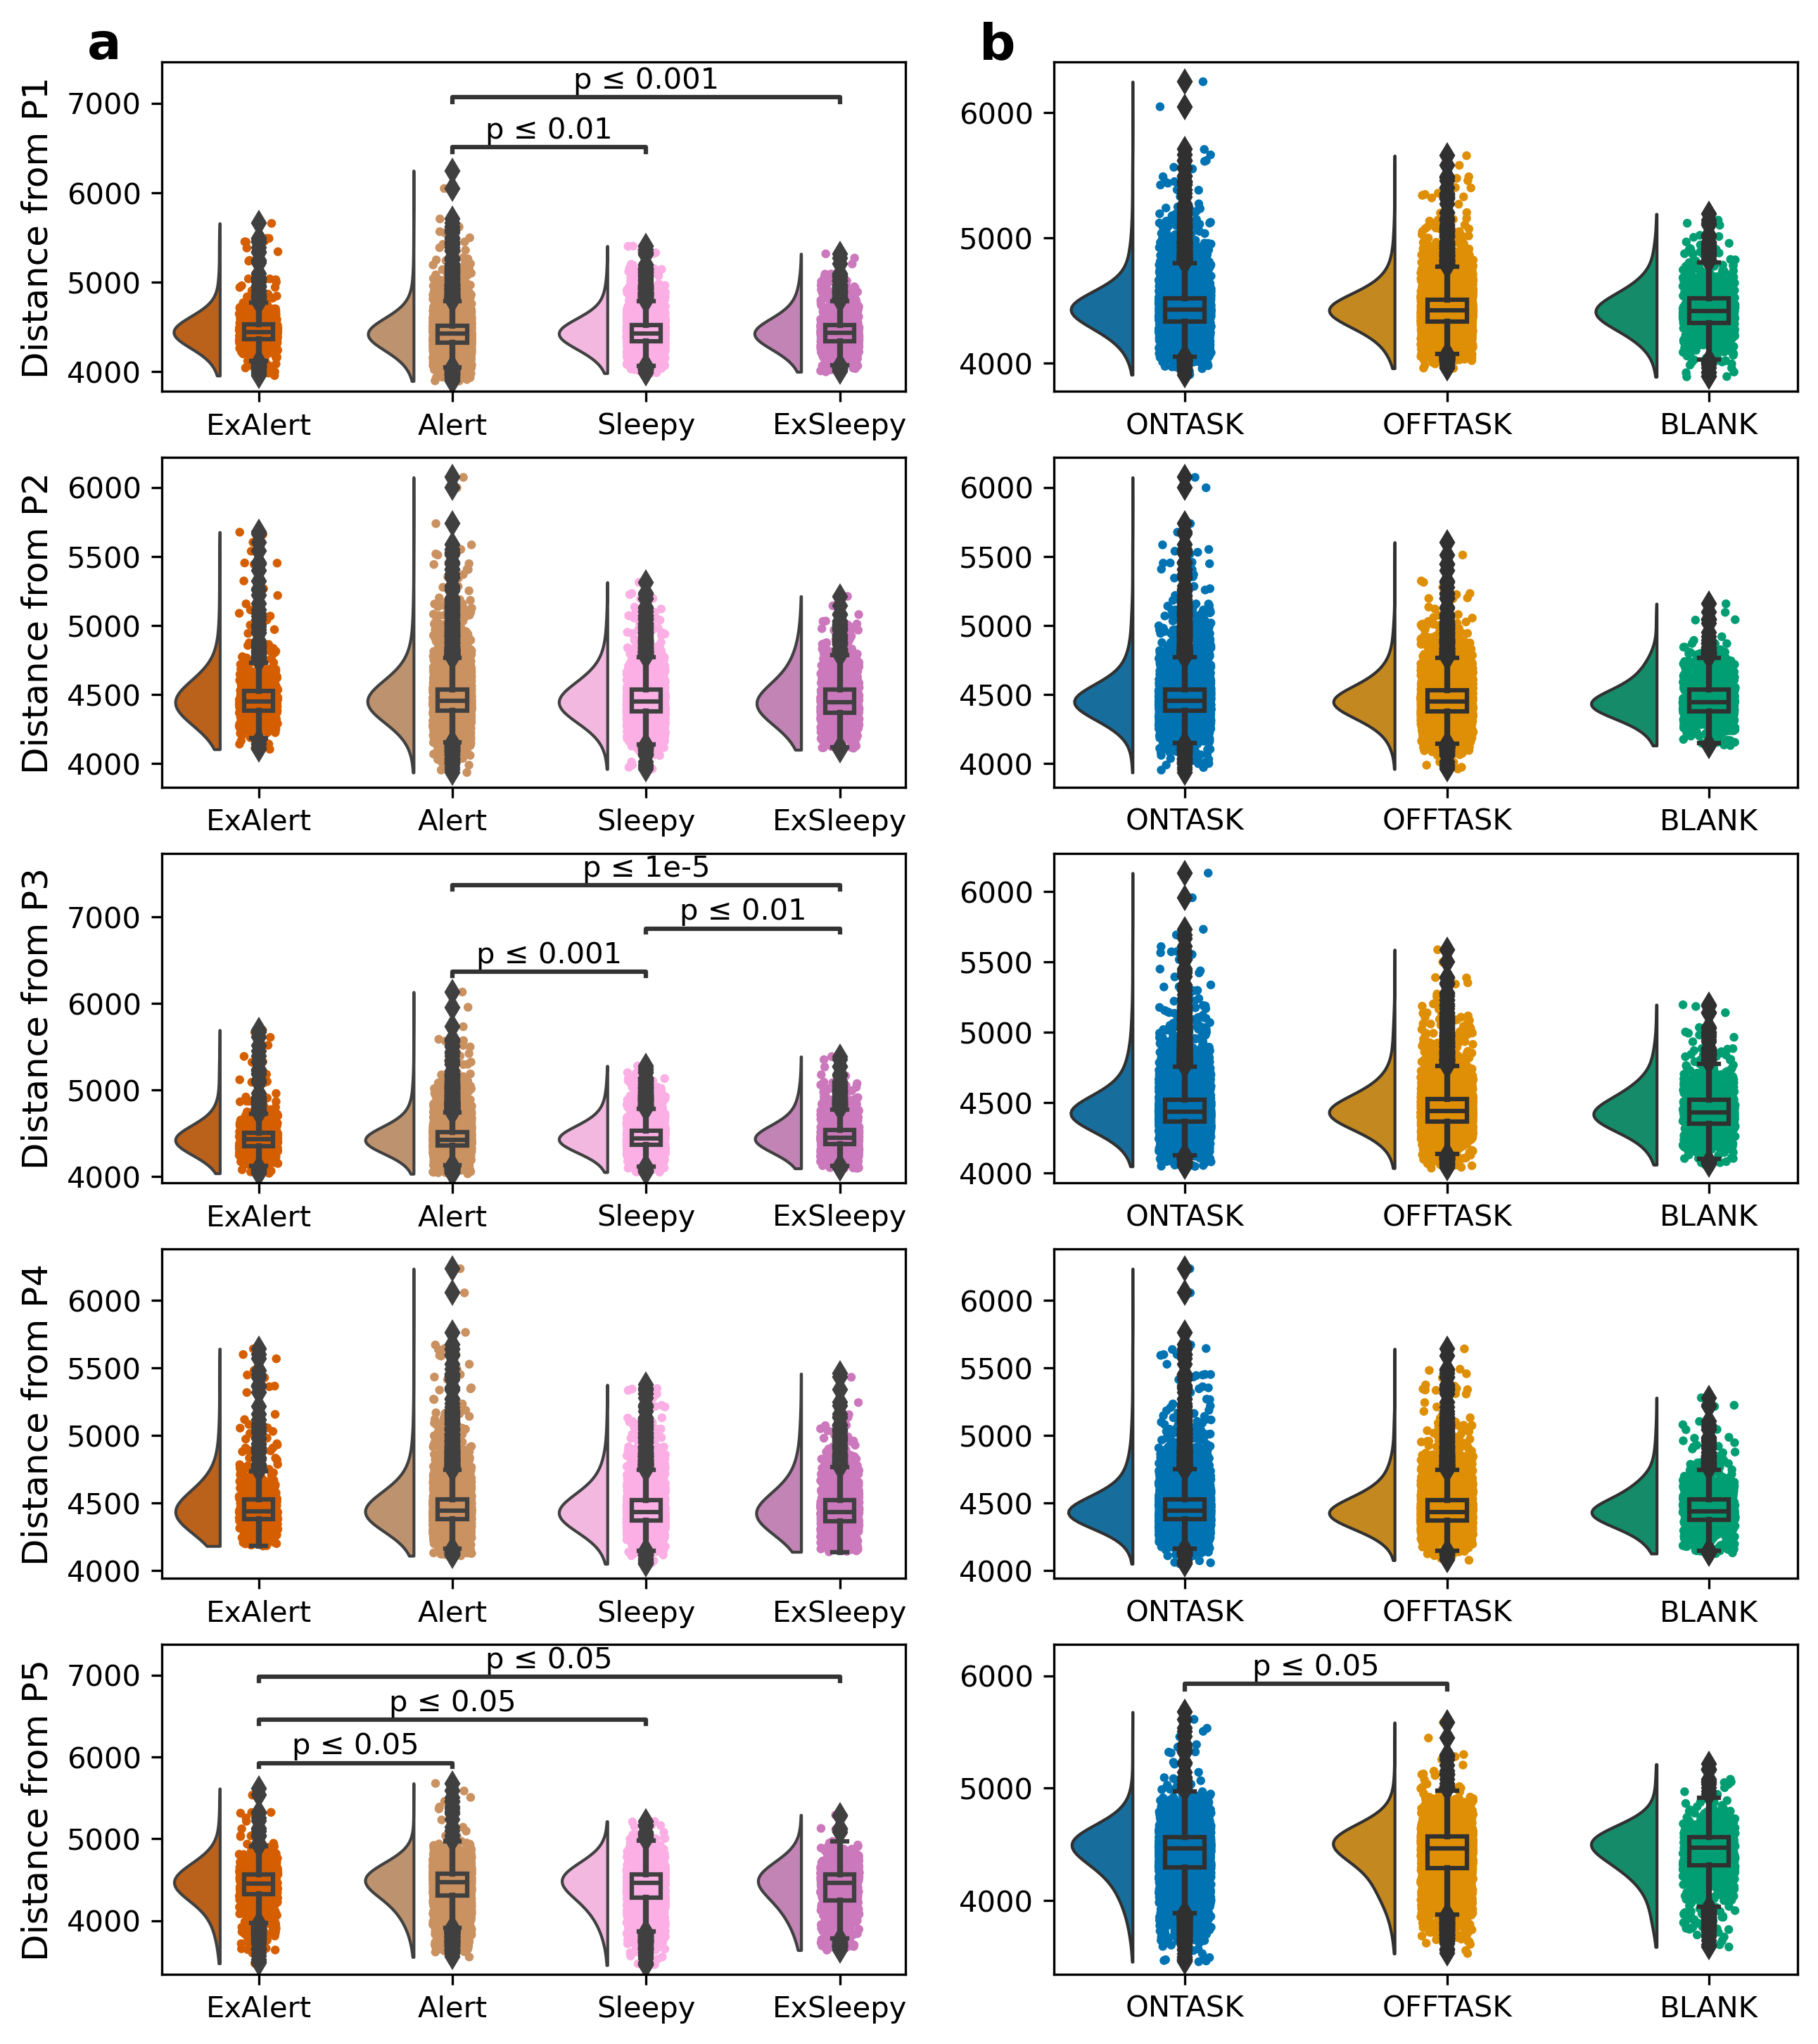 a
Distance from P1
7000
6000
5000
4000
p ≤ 0.001
p ≤ 0.01
ExAlert Alert Sleepy ExSleepy
b
6000
5000
4000
ONTASK OFFTASK BLANK
Distance from P2
6000
5500
5000
4500
4000
ExAlert Alert Sleepy ExSleepy
6000
5500
5000
4500
4000
ONTASK OFFTASK BLANK
Distance from P3
7000
6000
5000
4000
p ≤ 1e-5
p ≤ 0.01
p ≤ 0.001
ExAlert Alert Sleepy ExSleepy
6000
5500
5000
4500
4000
ONTASK OFFTASK BLANK
Distance from P4
6000
5500
5000
4500
4000
ExAlert Alert Sleepy ExSleepy
6000
5500
5000
4500
4000
ONTASK OFFTASK BLANK
Distance from P5
7000
6000
5000
4000
p ≤ 0.05
p ≤ 0.05
p ≤ 0.05
ExAlert Alert Sleepy ExSleepy
6000
5000
4000
p ≤ 0.05
ONTASK OFFTASK BLANK